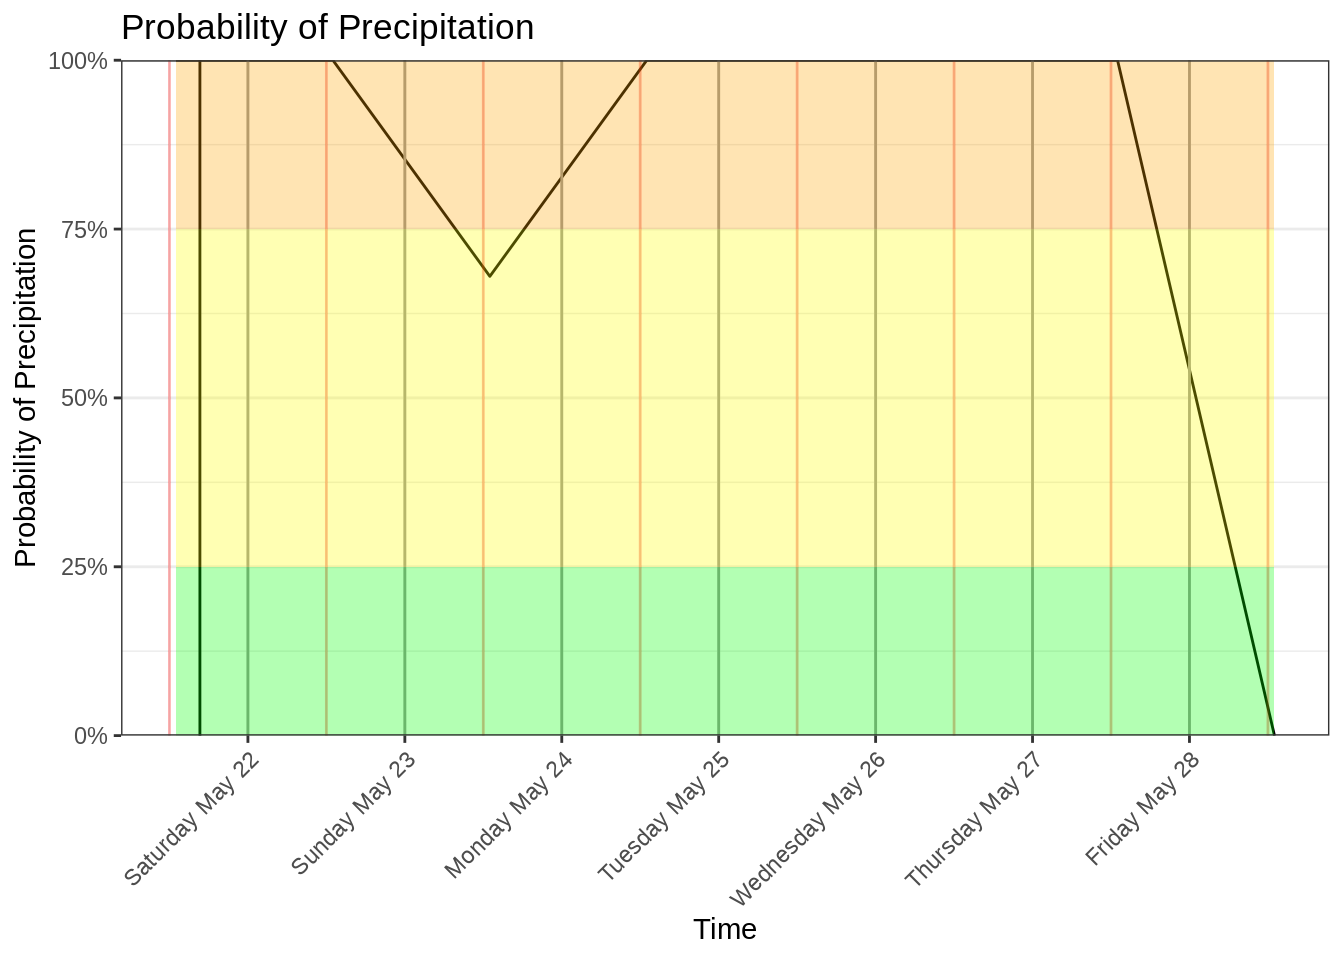 Probability of Precipitation
Probability of Precipitation
100%
75%
50%
25%
0%
Saturday May 22
Sunday May 23
Monday May 24
Tuesday May 25
Wednesday May 26
Thursday May 27
Friday May 28
Time